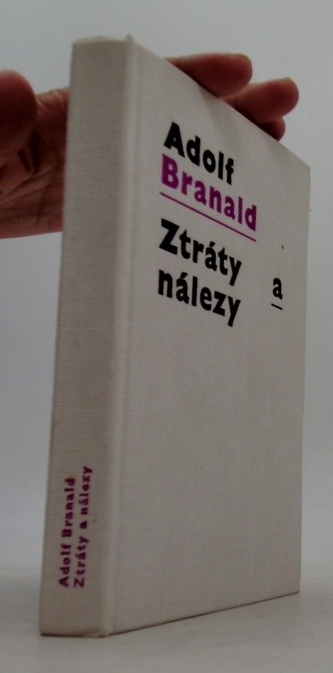 Adolf
Branald
Ztráty a
nálezy
Adolf Branald
Ztráty a nálezy